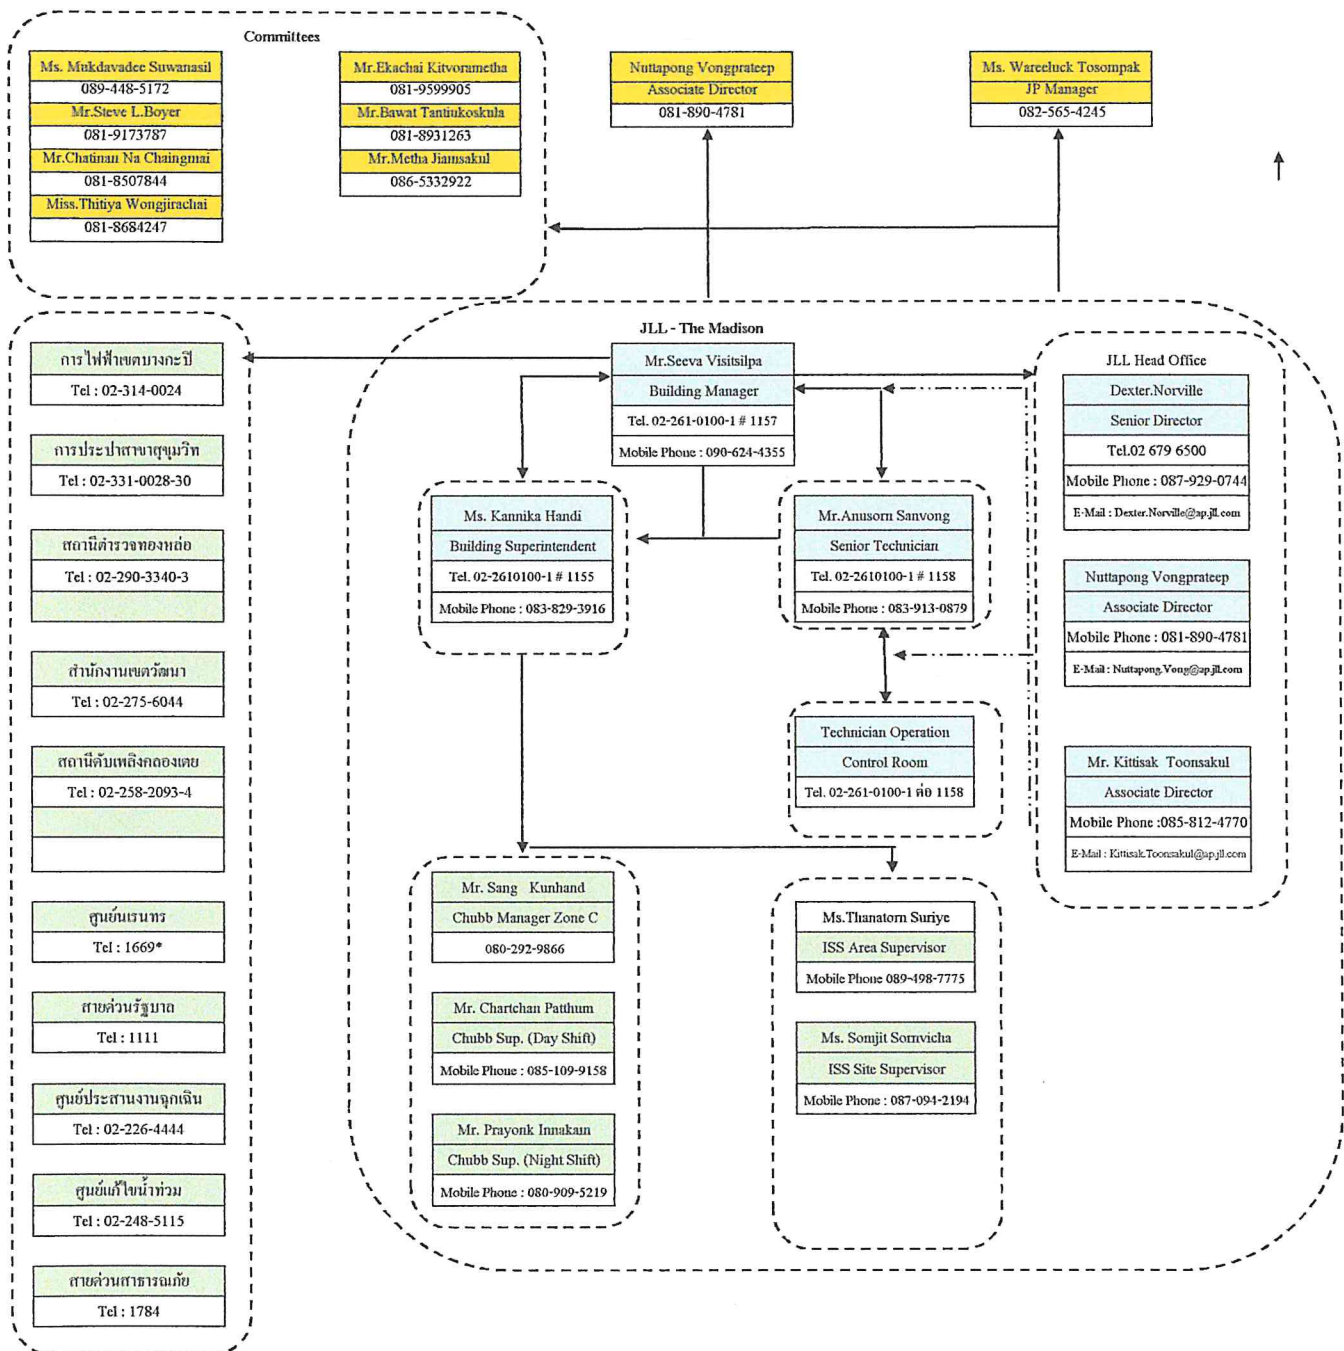 Committees
Ms. Mukdavadee Suwanasil
089-448-5172
Mr.Steve L.Boyer
081-9173787
Mr.Chatinan Na Chaingmai
081-8507844
Miss.Thitiya Wongjirachai
081-8684247
Mr.Ekachai Kitvorametha
081-9599905
Mr.Bawat Tantiukoskula
081-8931263
Mr.Metha Jiamsakul
086-5332922
Nuttapong Vongprateep
Associate Director
081-890-4781
Ms. Wareeluck Tosompak
JP Manager
082-565-4245
การไฟฟ้าเขตบางกะปิ
Tel : 02-314-0024
การประปาสาขาสุขุมวิท
Tel : 02-331-0028-30
สถานีตำรวจทองหล่อ
Tel : 02-290-3340-3
สำนักงานเขตวัฒนา
Tel : 02-275-6044
สถานีดับเพลิงคลองเตย
Tel : 02-258-2093-4
ศูนย์นเรนทร
Tel : 1669*
สายด่วนรัฐบาล
Tel : 1111
ศูนย์ประสานงานฉุกเฉิน
Tel : 02-226-4444
ศูนย์แก้ไขน้ำท่วม
Tel : 02-248-5115
สายด่วนสาธารณภัย
Tel : 1784
JLL - The Madison
Mr.Seeva Visitsilpa
Building Manager
Tel. 02-261-0100-1 # 1157
Mobile Phone : 090-624-4355
Ms. Kannika Handi
Building Superintendent
Tel. 02-2610100-1 # 1155
Mobile Phone : 083-829-3916
Mr.Anusorn Sanvong
Senior Technician
Tel. 02-2610100-1 # 1158
Mobile Phone : 083-913-0879
Technician Operation
Control Room
Tel. 02-261-0100-1 ต่อ 1158
Mr. Sang Kunhand
Chubb Manager Zone C
080-292-9866
Mr. Chartchan Patthum
Chubb Sup. (Day Shift)
Mobile Phone : 085-109-9158
Mr. Prayonk Innakam
Chubb Sup. (Night Shift)
Mobile Phone : 080-909-5219
Ms.Thanatorn Suriye
ISS Area Supervisor
Mobile Phone 089-498-7775
Ms. Somjit Sornvicha
ISS Site Supervisor
Mobile Phone : 087-094-2194
JLL Head Office
Dexter.Norville
Senior Director
Tel.02 679 6500
Mobile Phone : 087-929-0744
E-Mail : Dexter.Norville@ap.jll.com
Nuttapong Vongprateep
Associate Director
Mobile Phone : 081-890-4781
E-Mail : Nuttapong.Vong@ap.jll.com
Mr. Kittisak Toonsakul
Associate Director
Mobile Phone :085-812-4770
E-Mail : Kittisak.Toonsakul@ap.jll.com